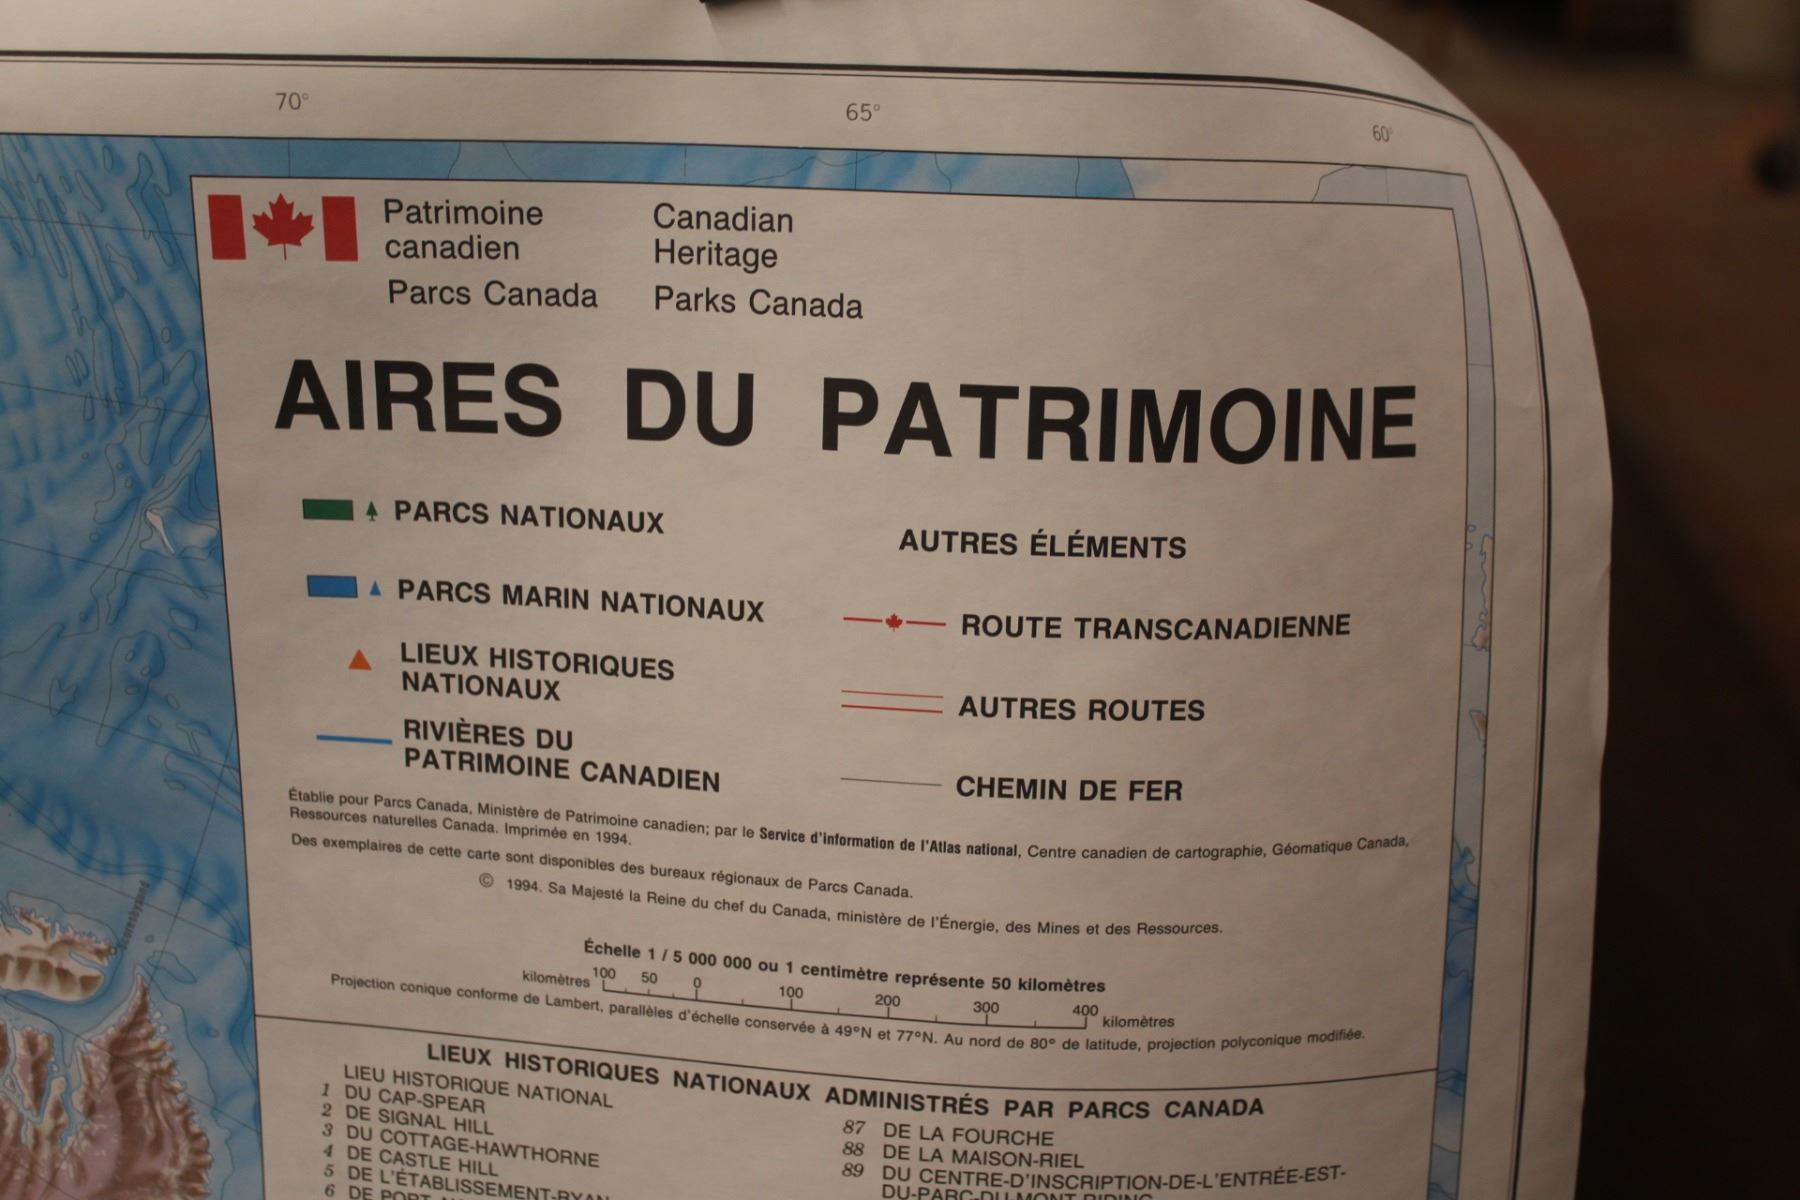 70°
65°
60°
Patrimoine
canadien
Canadian
Heritage
Parcs Canada
Parks Canada
AIRES DU PATRIMOINE
PARCS NATIONAUX
PARCS MARIN NATIONAUX
LIEUX HISTORIQUES
NATIONAUX
RIVIÈRES DU
PATRIMOINE CANADIEN
AUTRES ÉLÉMENTS
ROUTE TRANSCANADIENNE
AUTRES ROUTES
CHEMIN DE FER
Établie pour Parcs Canada, Ministère de Patrimoine canadien; par le Service d'information de l'Atlas national, Centre canadien de cartographie, Géomatique Canada,
Ressources naturelles Canada. Imprimée en 1994.
Des exemplaires de cette carte sont disponibles des bureaux régionaux de Parcs Canada.
© 1994. Sa Majesté la Reine du chef du Canada, ministère de l'Énergie, des Mines et des Ressources.
Échelle 1 / 5 000 000 ou 1 centimètre représente 50 kilomètres
kilomètres 100 50 0 100 200 300 400 kilomètres
Projection conique conforme de Lambert, parallèles d'échelle conservée à 49°N et 77°N. Au nord de 80° de latitude, projection polyconique modifiée.
LIEUX HISTORIQUES NATIONAUX ADMINISTRÉS PAR PARCS CANADA
LIEU HISTORIQUE NATIONAL
1 DU CAP-SPEAR
2 DE SIGNAL HILL
3 DU COTTAGE-HAWTHORNE
4 DE CASTLE HILL
5 DE L'ÉTABLISSEMENT-RYAN
6 DE PORT
87 DE LA FOURCHE
88 DE LA MAISON-RIEL
89 DU CENTRE-D'INSCRIPTION-DE-L'ENTRÉE-EST-
DU-PARC-DU-MONT-RIDING